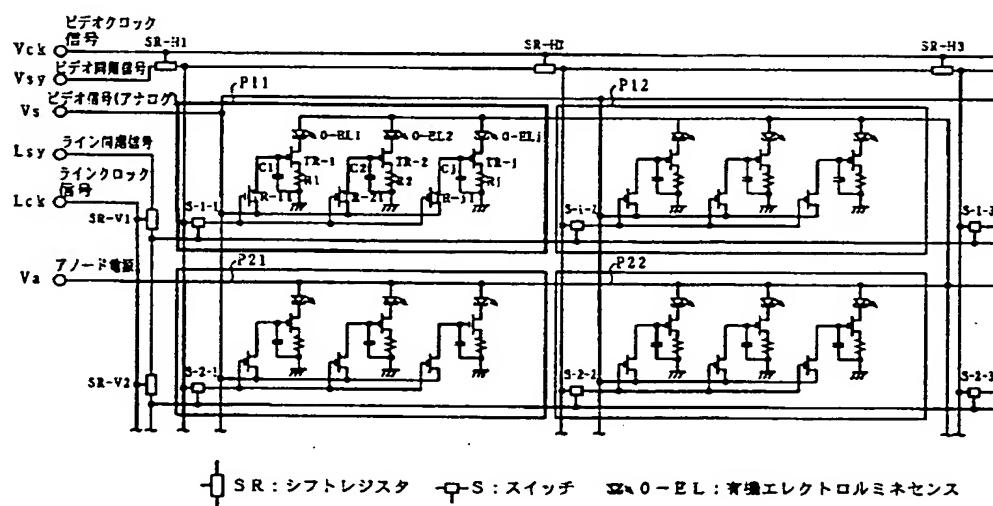 ビデオクロック
信号
Vck
SR-H1
SR-H2
SR-H3
ビデオ同期信号
Vsy
ビデオ信号(アナログ)
Vs
P11
P12
O-EL1
O-EL2
O-ELj
ライン同期信号
Lsy
C1
TR-1
C2
TR-2
Cj
TR-j
R1
R2
Rj
ラインクロック
信号
Lck
R-11
R-21
R-j1
SR-V1
S-1-1
S-1-2
S-1-3
アノード電源
Va
P21
P22
SR-V2
S-2-1
S-2-2
S-2-3
SR:シフトレジスタ
S:スイッチ
O-EL:有機エレクトロルミネセンス